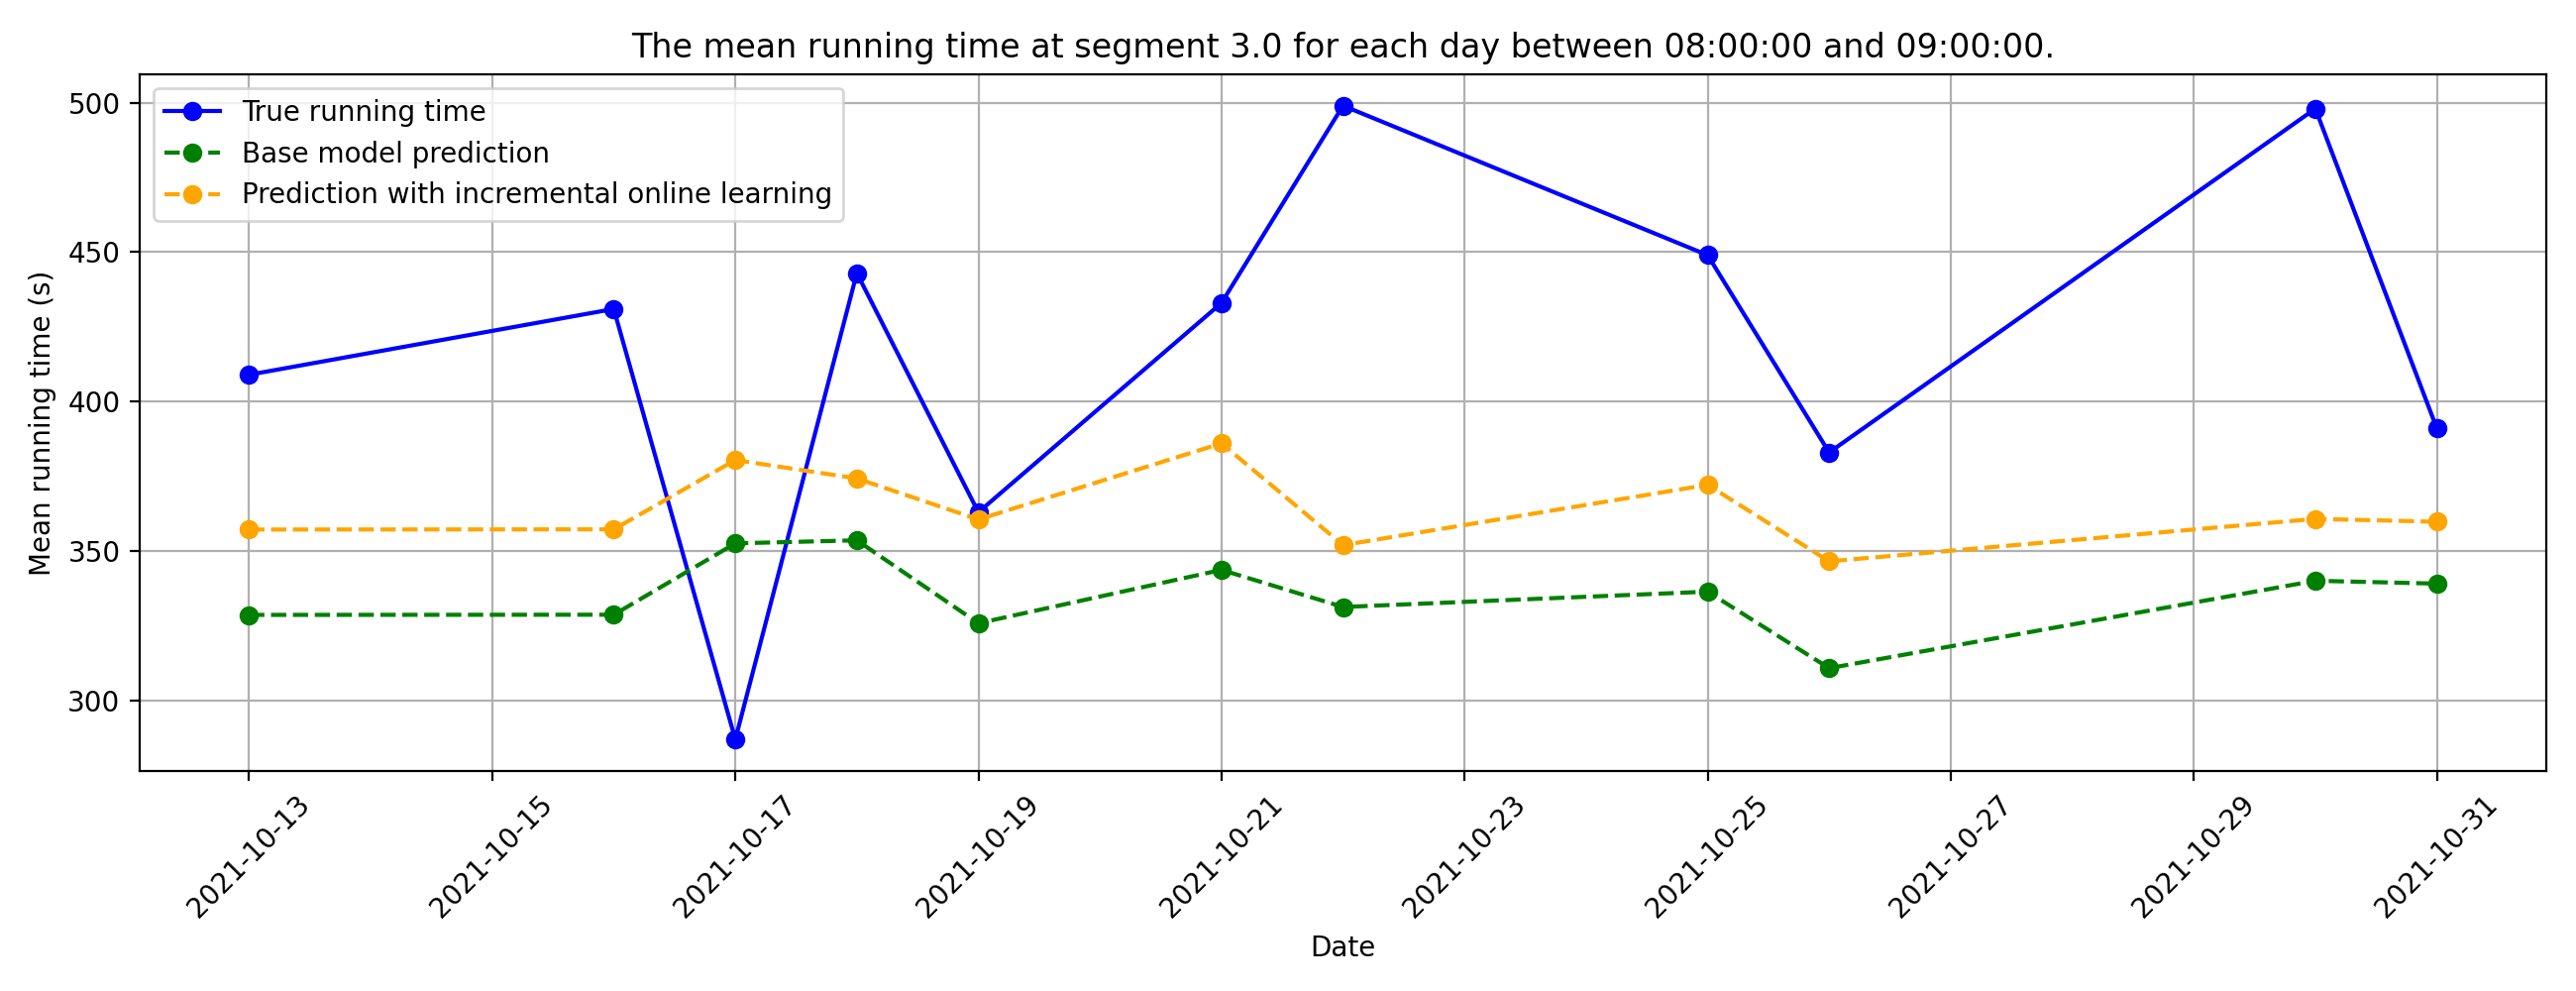 The mean running time at segment 3.0 for each day between 08:00:00 and 09:00:00.
True running time
Base model prediction
Prediction with incremental online learning
Mean running time (s)
500
450
400
350
300
2021-10-13
2021-10-15
2021-10-17
2021-10-19
2021-10-21
2021-10-23
2021-10-25
2021-10-27
2021-10-29
2021-10-31
Date